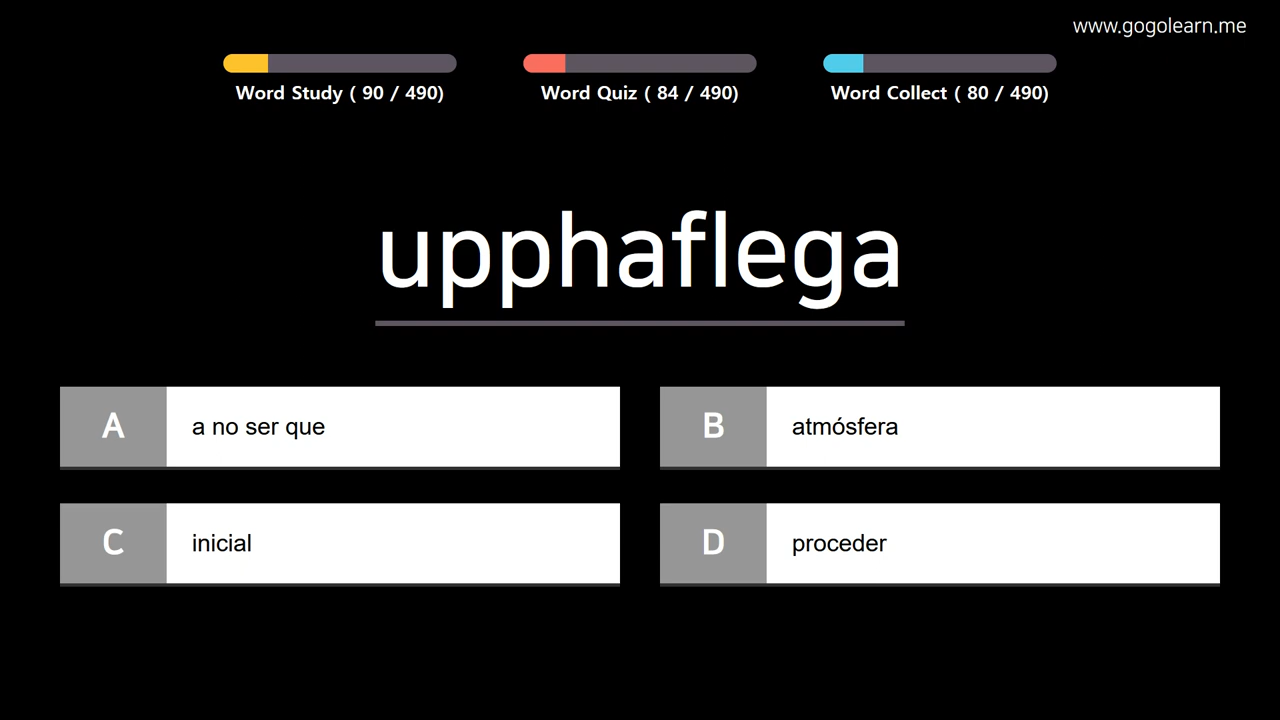 www.gogolearn.me
Word Study ( 90 / 490)
Word Quiz ( 84 / 490)
Word Collect ( 80 / 490)
upphaflega
A
a no ser que
B
atmósfera
C
inicial
D
proceder